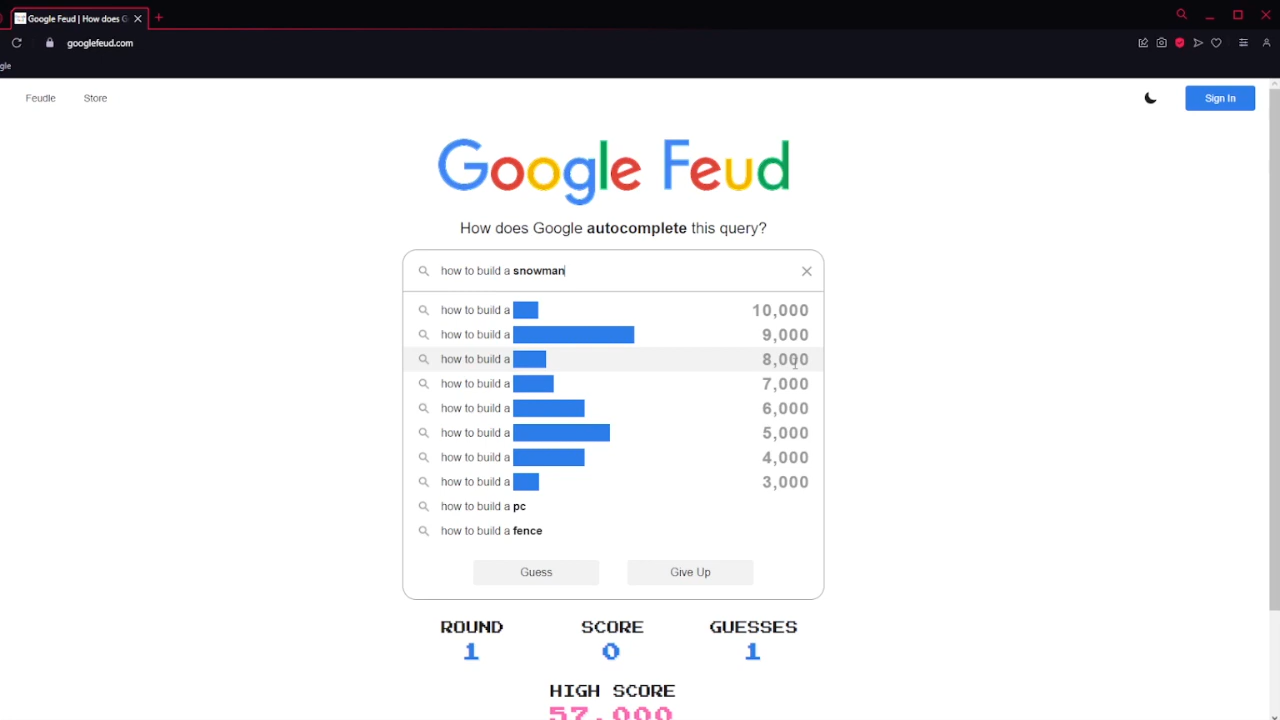 Google Feud | How does G
googlefeud.com
gle
Feudle
Store
Sign In
Google Feud
How does Google autocomplete this query?
how to build a snowman
how to build a 10,000
how to build a 9,000
how to build a 8,000
how to build a 7,000
how to build a 6,000
how to build a 5,000
how to build a 4,000
how to build a 3,000
how to build a pc
how to build a fence
Guess
Give Up
ROUND SCORE GUESSES
1 0 1
HIGH SCORE
57,000